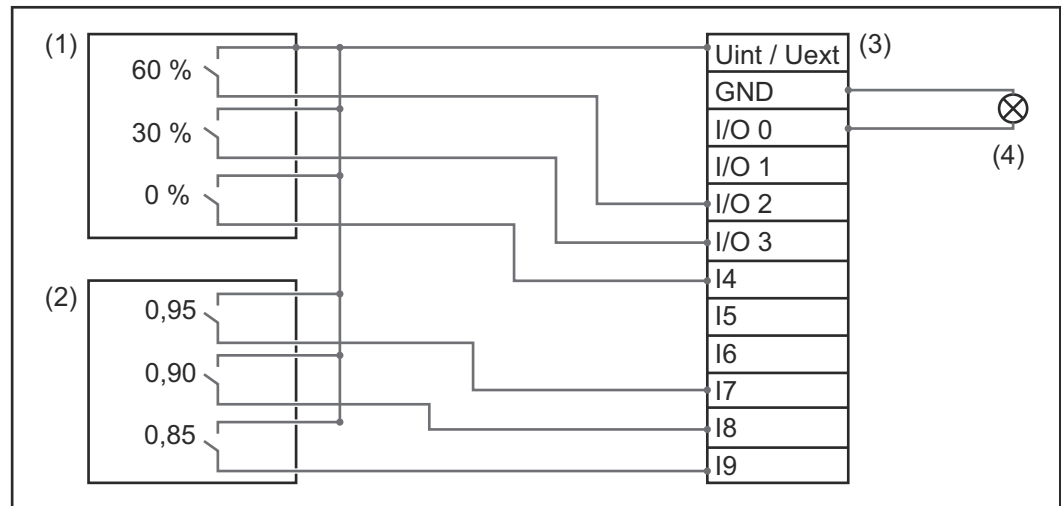 (1)
60 %
30 %
0 %
(2)
0,95
0,90
0,85
Uint / Uext
GND
I/O 0
I/O 1
I/O 2
I/O 3
I4
I5
I6
I7
I8
I9
(3)
(4)